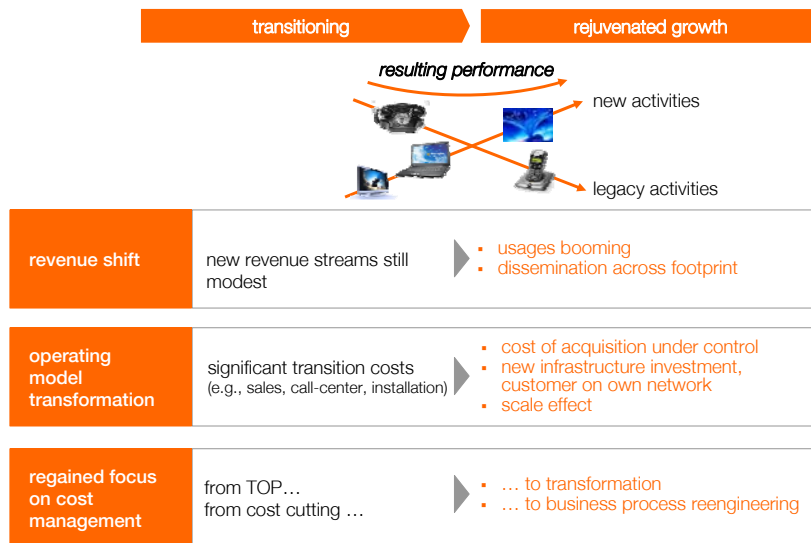 transitioning
rejuvenated growth
resulting performance
new activities
legacy activities
revenue shift
new revenue streams still
modest
▪ usages booming
▪ dissemination across footprint
operating
model
transformation
significant transition costs
(e.g., sales, call-center, installation)
▪ cost of acquisition under control
▪ new infrastructure investment,
customer on own network
▪ scale effect
regained focus
on cost
management
from TOP…
from cost cutting …
▪ … to transformation
▪ … to business process reengineering